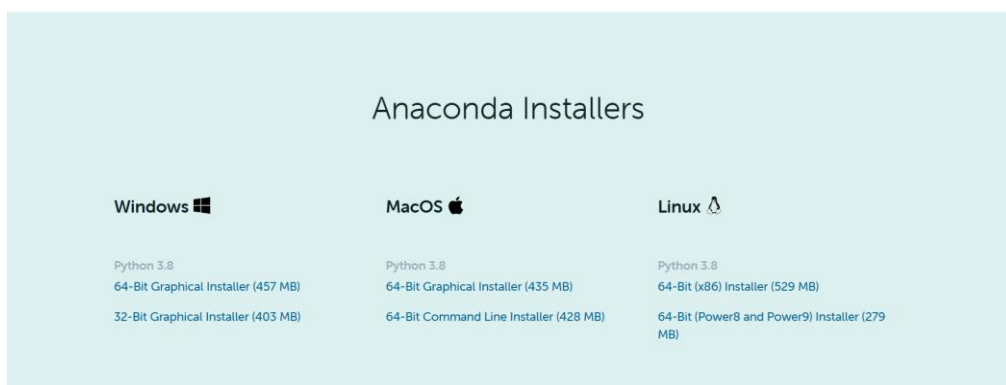 Anaconda Installers
Windows
Python 3.8
64-Bit Graphical Installer (457 MB)
32-Bit Graphical Installer (403 MB)
MacOS
Python 3.8
64-Bit Graphical Installer (435 MB)
64-Bit Command Line Installer (428 MB)
Linux
Python 3.8
64-Bit (x86) Installer (529 MB)
64-Bit (Power8 and Power9) Installer (279
MB)